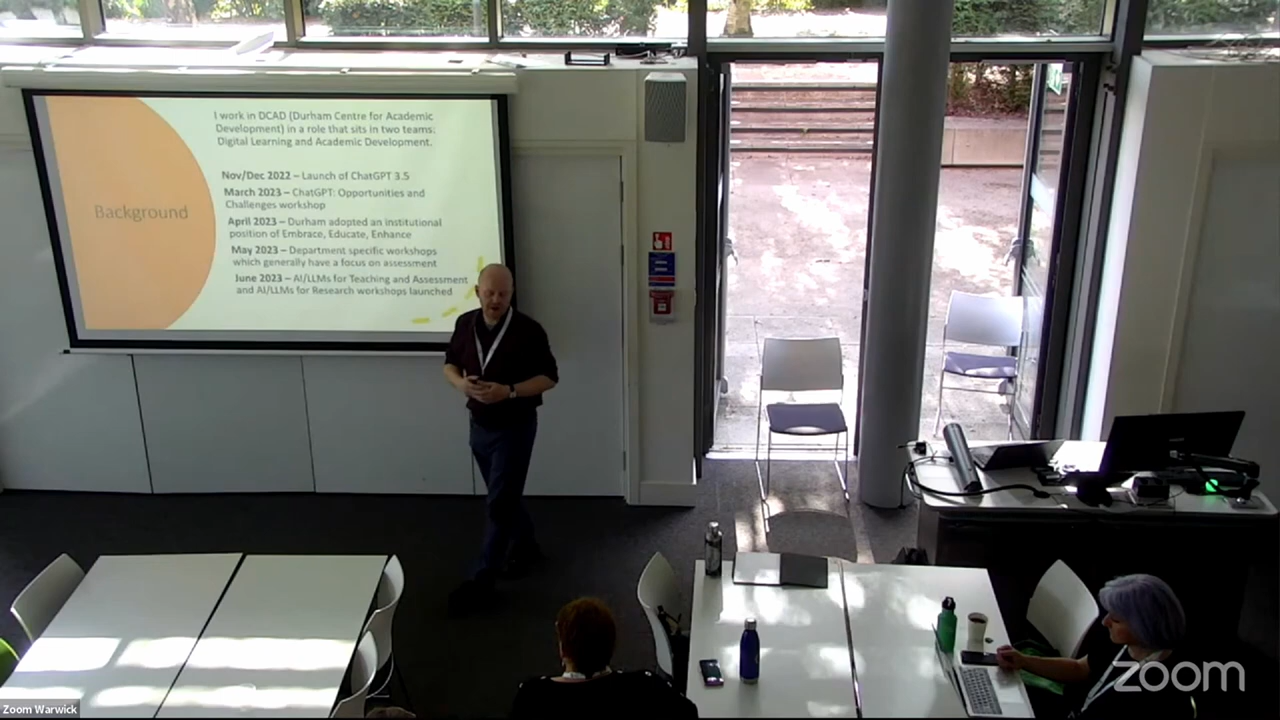 I work in DCAD (Durham Centre for Academic
Development) in a role that sits in two teams:
Digital Learning and Academic Development.
Background
Nov/Dec 2022 – Launch of ChatGPT 3.5
March 2023 – ChatGPT: Opportunities and
Challenges workshop
April 2023 – Durham adopted an institutional
position of Embrace, Educate, Enhance
May 2023 – Department specific workshops
which generally have a focus on assessment
June 2023 – AI/LLMs for Teaching and Assessment
and AI/LLMs for Research workshops launched
zoom
Zoom Warwick